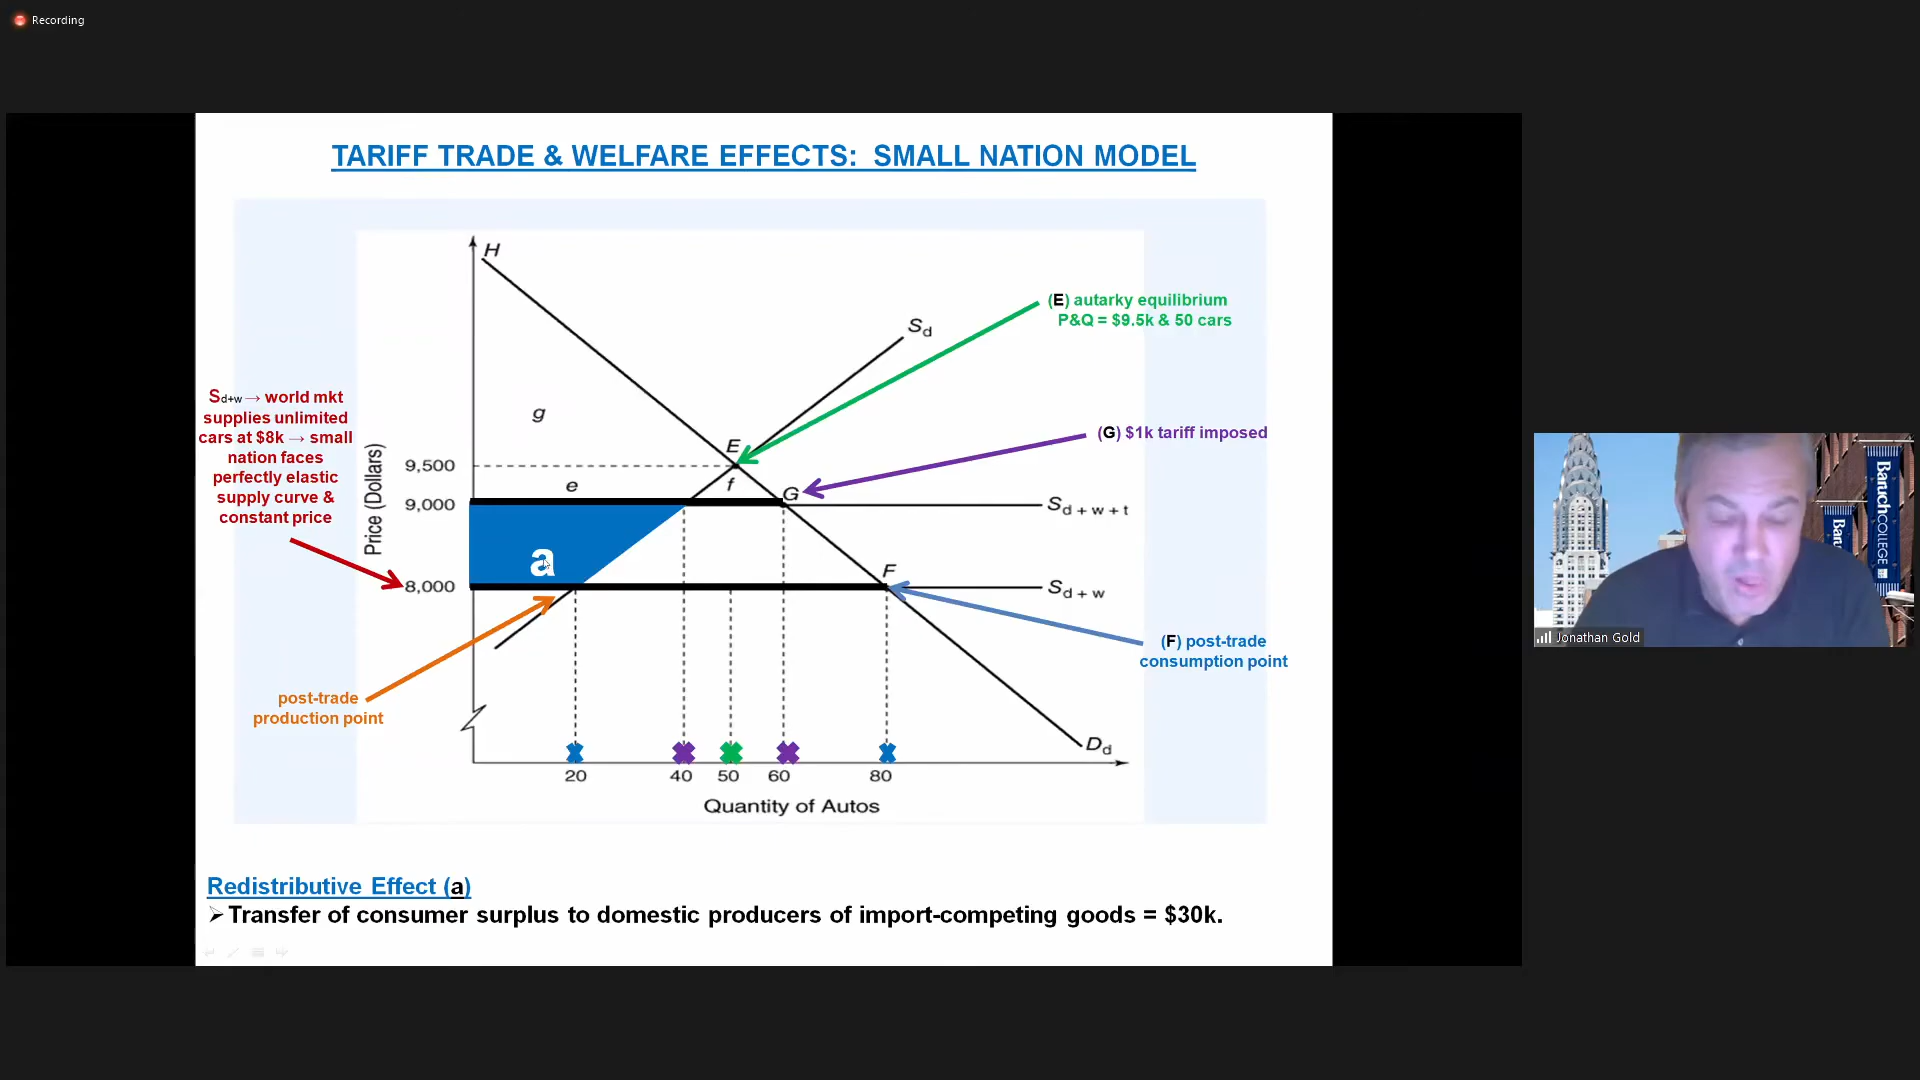 Recording
TARIFF TRADE & WELFARE EFFECTS: SMALL NATION MODEL
H
Sd
(E) autarky equilibrium
P&Q = $9.5k & 50 cars
Sd+w → world mkt
supplies unlimited
cars at $8k → small
nation faces
perfectly elastic
supply curve &
constant price
Price (Dollars)
g
E
9,500
e
f
(G) $1k tariff imposed
G
9,000
Sd + w + t
a
F
8,000
Sd + w
(F) post-trade
consumption point
post-trade
production point
Dd
20 40 50 60 80
Quantity of Autos
Redistributive Effect (a)
➢Transfer of consumer surplus to domestic producers of import-competing goods = $30k.
Baruch COLLEGE
Baru
Jonathan Gold